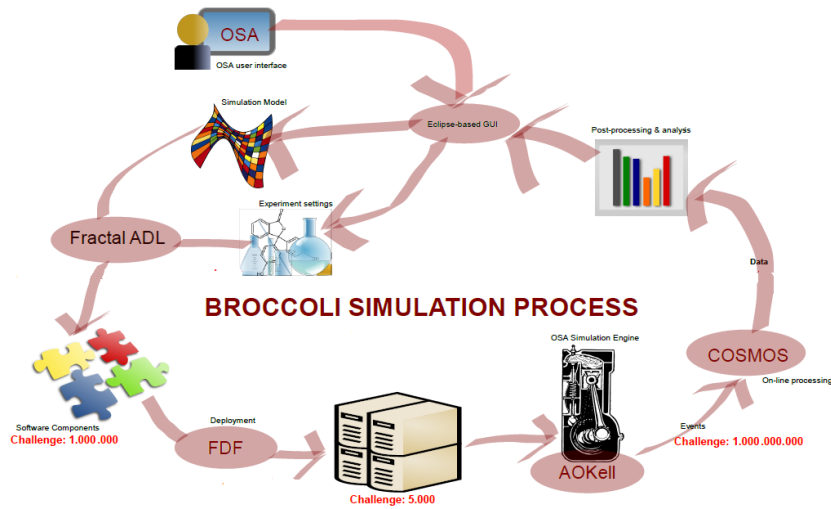 OSA
OSA user interface
Simulation Model
Eclipse-based GUI
Post-processing & analysis
Experiment settings
Fractal ADL
Data
BROCCOLI SIMULATION PROCESS
OSA Simulation Engine
COSMOS
On-line processing
Software Components
Challenge: 1.000.000
Deployment
FDF
Events
Challenge: 1.000.000.000
AOKell
Challenge: 5.000